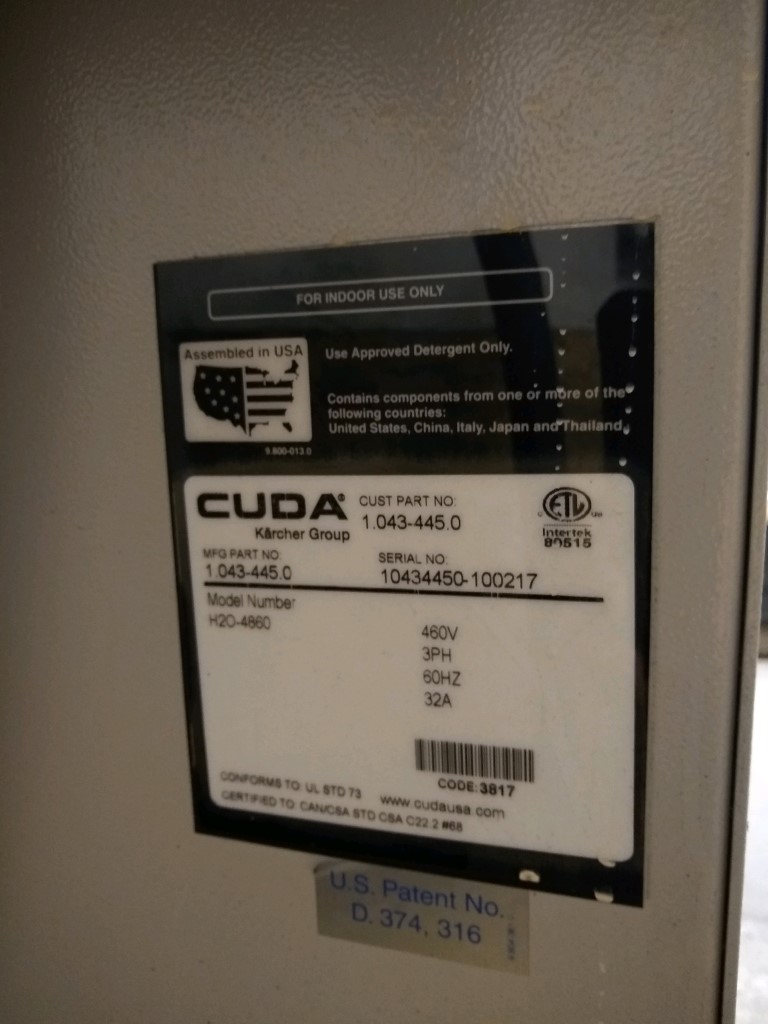 FOR INDOOR USE ONLY
Assembled in USA
Use Approved Detergent Only.
Contains components from one or more of the
following countries:
United States, China, Italy, Japan and Thailand.
9.800-013.0
CUDA®
Kärcher Group
CUST PART NO:
1.043-445.0
C ETL US
Intertek
80515
MFG PART NO:
1.043-445.0
SERIAL NO:
10434450-100217
Model Number
H2O-4860
460V
3PH
60HZ
32A
CODE:3817
CONFORMS TO: UL STD 73
www.cudausa.com
CERTIFIED TO: CAN/CSA STD CSA C22.2 #68
U.S. Patent No.
D. 374, 316